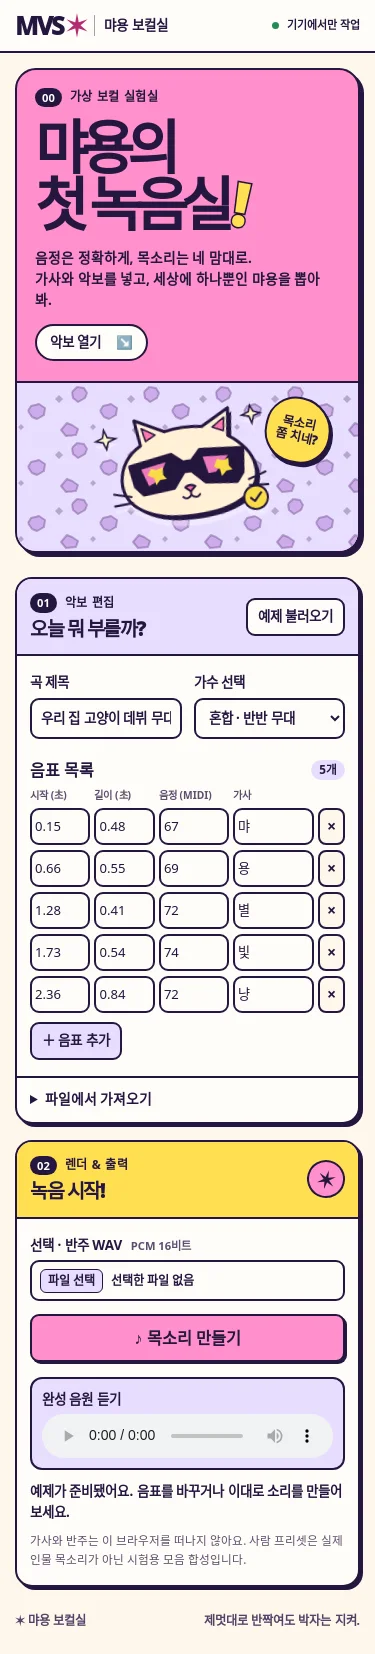 MVS✶ 먀용 보컬실
기기에서만 작업
00 가상 보컬 실험실
먀용의
첫 녹음실!
음정은 정확하게, 목소리는 네 맘대로.
가사와 악보를 넣고, 세상에 하나뿐인 먀용을 뽑아
봐.
악보 열기 ↘
목소리
쫌 치네?
01 악보 편집
오늘 뭐 부를까?
예제 불러오기
곡 제목 가수 선택
우리 집 고양이 데뷔 무대 혼합 · 반반 무대
음표 목록 5개
시작 (초) 길이 (초) 음정 (MIDI) 가사
0.15 0.48 67 먀 ×
0.66 0.55 69 용 ×
1.28 0.41 72 별 ×
1.73 0.54 74 빛 ×
2.36 0.84 72 냥 ×
＋ 음표 추가
▶ 파일에서 가져오기
02 렌더 & 출력
녹음 시작!
✶
선택 · 반주 WAV PCM 16비트
파일 선택 선택한 파일 없음
♪ 목소리 만들기
완성 음원 듣기
0:00 / 0:00
예제가 준비됐어요. 음표를 바꾸거나 이대로 소리를 만들어
보세요.
가사와 반주는 이 브라우저를 떠나지 않아요. 사람 프리셋은 실제
인물 목소리가 아닌 시험용 모음 합성입니다.
✶ 먀용 보컬실 제멋대로 반짝여도 박자는 지켜.